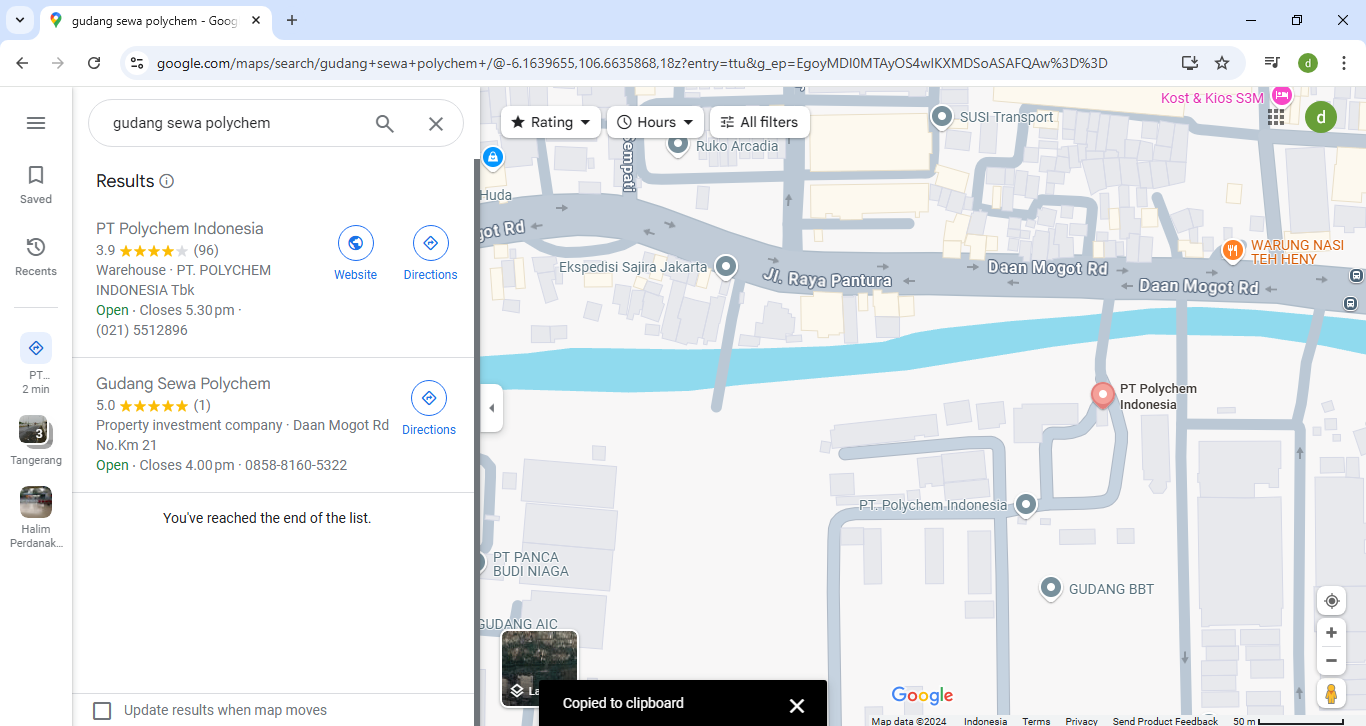 gudang sewa polychem - Goog
google.com/maps/search/gudang+sewa+polychem+/@-6.1639655,106.6635868,18z?entry=ttu&g_ep=EgoyMDI0MTAyOS4wIKXMDSoASAFQAw%3D%3D
d
gudang sewa polychem
Saved
Recents
PT...
2 min
3
Tangerang
Halim
Perdanak...
Results
PT Polychem Indonesia
3.9 (96)
Warehouse · PT. POLYCHEM
INDONESIA Tbk
Open · Closes 5.30 pm ·
(021) 5512896
Website
Directions
Gudang Sewa Polychem
5.0 (1)
Property investment company · Daan Mogot Rd
No.Km 21
Open · Closes 4.00 pm · 0858-8160-5322
Directions
You've reached the end of the list.
Update results when map moves
Rating
Hours
All filters
Kost & Kios S3M
d
SUSI Transport
Ruko Arcadia
empati
Huda
got Rd
Ekspedisi Sajira Jakarta
Jl. Raya Pantura
Daan Mogot Rd
Daan Mogot Rd
WARUNG NASI
TEH HENY
PT Polychem
Indonesia
PT. Polychem Indonesia
PT PANCA
BUDI NIAGA
GUDANG BBT
GUDANG AIC
La
Copied to clipboard
Google
Map data ©2024 Indonesia Terms Privacy Send Product Feedback 50 m